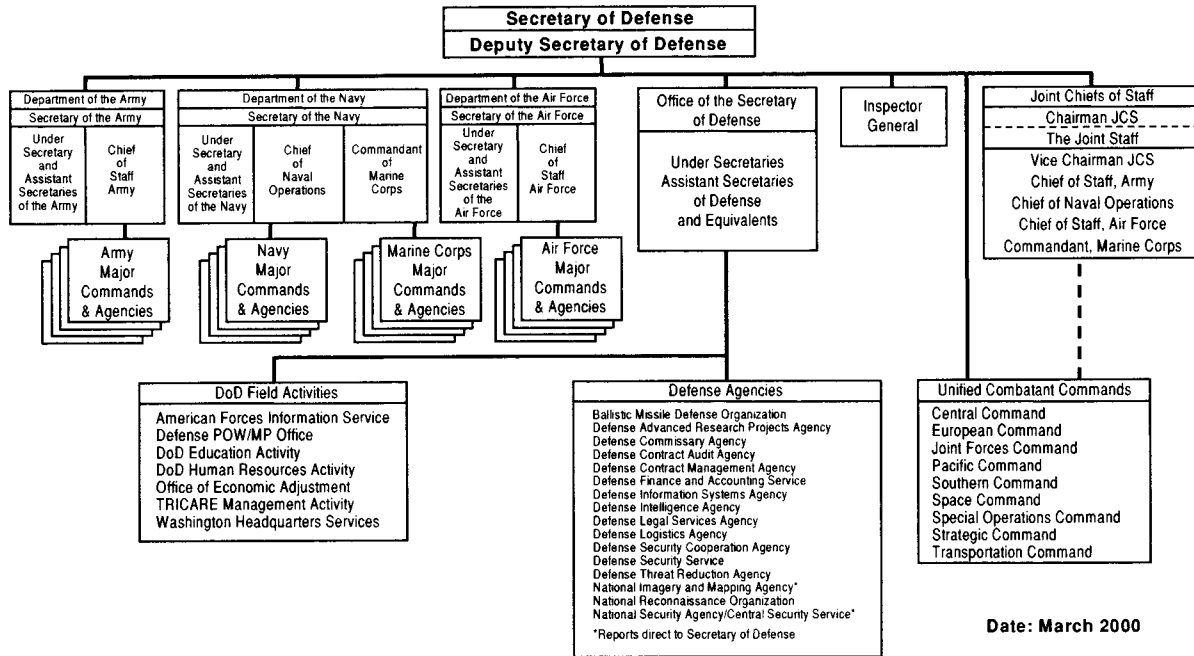 Secretary of Defense
Deputy Secretary of Defense
Department of the Army
Secretary of the Army
Under
Secretary
and
Assistant
Secretaries
of the Army
Chief
of
Staff
Army
Army
Major
Commands
& Agencies
Department of the Navy
Secretary of the Navy
Under
Secretary
and
Assistant
Secretaries
of the Navy
Chief
of Naval
Operations
Commandant
of
Marine
Corps
Navy
Major
Commands
& Agencies
Marine Corps
Major
Commands
& Agencies
Department of the Air Force
Secretary of the Air Force
Under
Secretary
and
Assistant
Secretaries
of the
Air Force
Chief
of
Staff
Air Force
Air Force
Major
Commands
& Agencies
Office of the Secretary
of Defense
Under Secretaries
Assistant Secretaries
of Defense
and Equivalents
Inspector
General
Joint Chiefs of Staff
Chairman JCS
The Joint Staff
Vice Chairman JCS
Chief of Staff, Army
Chief of Naval Operations
Chief of Staff, Air Force
Commandant, Marine Corps
DoD Field Activities
American Forces Information Service
Defense POW/MP Office
DoD Education Activity
DoD Human Resources Activity
Office of Economic Adjustment
TRICARE Management Activity
Washington Headquarters Services
Defense Agencies
Ballistic Missile Defense Organization
Defense Advanced Research Projects Agency
Defense Commissary Agency
Defense Contract Audit Agency
Defense Contract Management Agency
Defense Finance and Accounting Service
Defense Information Systems Agency
Defense Intelligence Agency
Defense Legal Services Agency
Defense Logistics Agency
Defense Security Cooperation Agency
Defense Security Service
Defense Threat Reduction Agency
National Imagery and Mapping Agency*
National Reconnaissance Organization
National Security Agency/Central Security Service*
*Reports direct to Secretary of Defense
Unified Combatant Commands
Central Command
European Command
Joint Forces Command
Pacific Command
Southern Command
Space Command
Special Operations Command
Strategic Command
Transportation Command
Date: March 2000